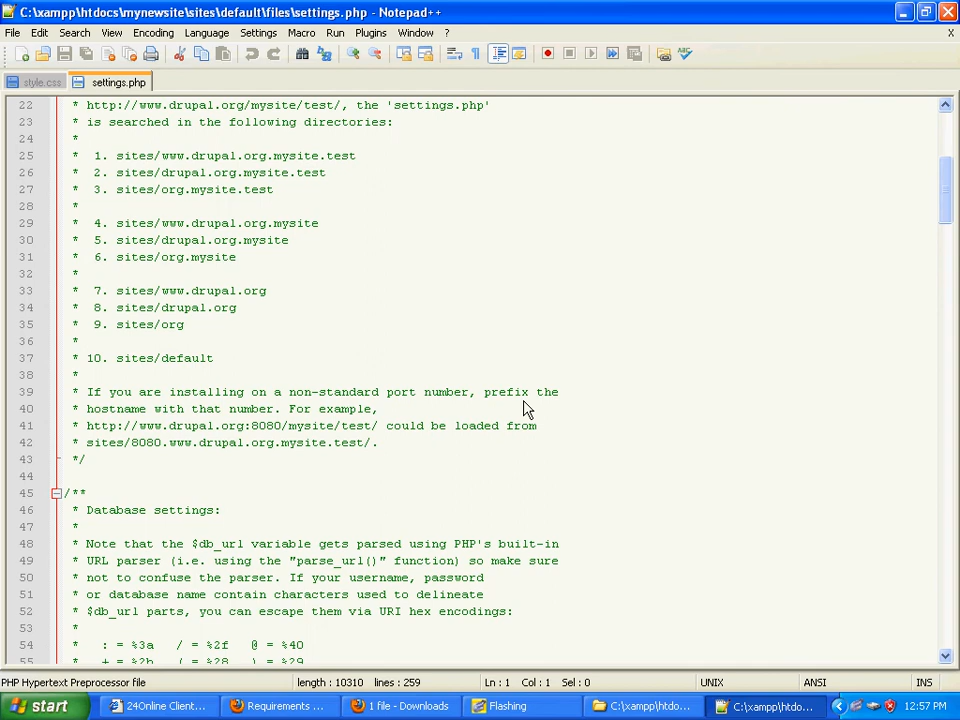 C:\xampp\htdocs\mynewsite\sites\default\files\settings.php - Notepad++
File Edit Search View Encoding Language Settings Macro Run Plugins Window ? X
style.css settings.php
22 * http://www.drupal.org/mysite/test/, the 'settings.php'
23 * is searched in the following directories:
24 *
25 * 1. sites/www.drupal.org.mysite.test
26 * 2. sites/drupal.org.mysite.test
27 * 3. sites/org.mysite.test
28 *
29 * 4. sites/www.drupal.org.mysite
30 * 5. sites/drupal.org.mysite
31 * 6. sites/org.mysite
32 *
33 * 7. sites/www.drupal.org
34 * 8. sites/drupal.org
35 * 9. sites/org
36 *
37 * 10. sites/default
38 *
39 * If you are installing on a non-standard port number, prefix the
40 * hostname with that number. For example,
41 * http://www.drupal.org:8080/mysite/test/ could be loaded from
42 * sites/8080.www.drupal.org.mysite.test/.
43 */
44
45 /**
46 * Database settings:
47 *
48 * Note that the $db_url variable gets parsed using PHP's built-in
49 * URL parser (i.e. using the "parse_url()" function) so make sure
50 * not to confuse the parser. If your username, password
51 * or database name contain characters used to delineate
52 * $db_url parts, you can escape them via URI hex encodings:
53 *
54 * : = %3a / = %2f @ = %40
55 * + = %2b ( = %28 ) = %29
PHP Hypertext Preprocessor file length : 10310 lines : 259 Ln : 1 Col : 1 Sel : 0 UNIX ANSI INS
start 24Online Client... Requirements ... 1 file - Downloads Flashing C:\xampp\htdo... C:\xampp\htdo... 12:57 PM